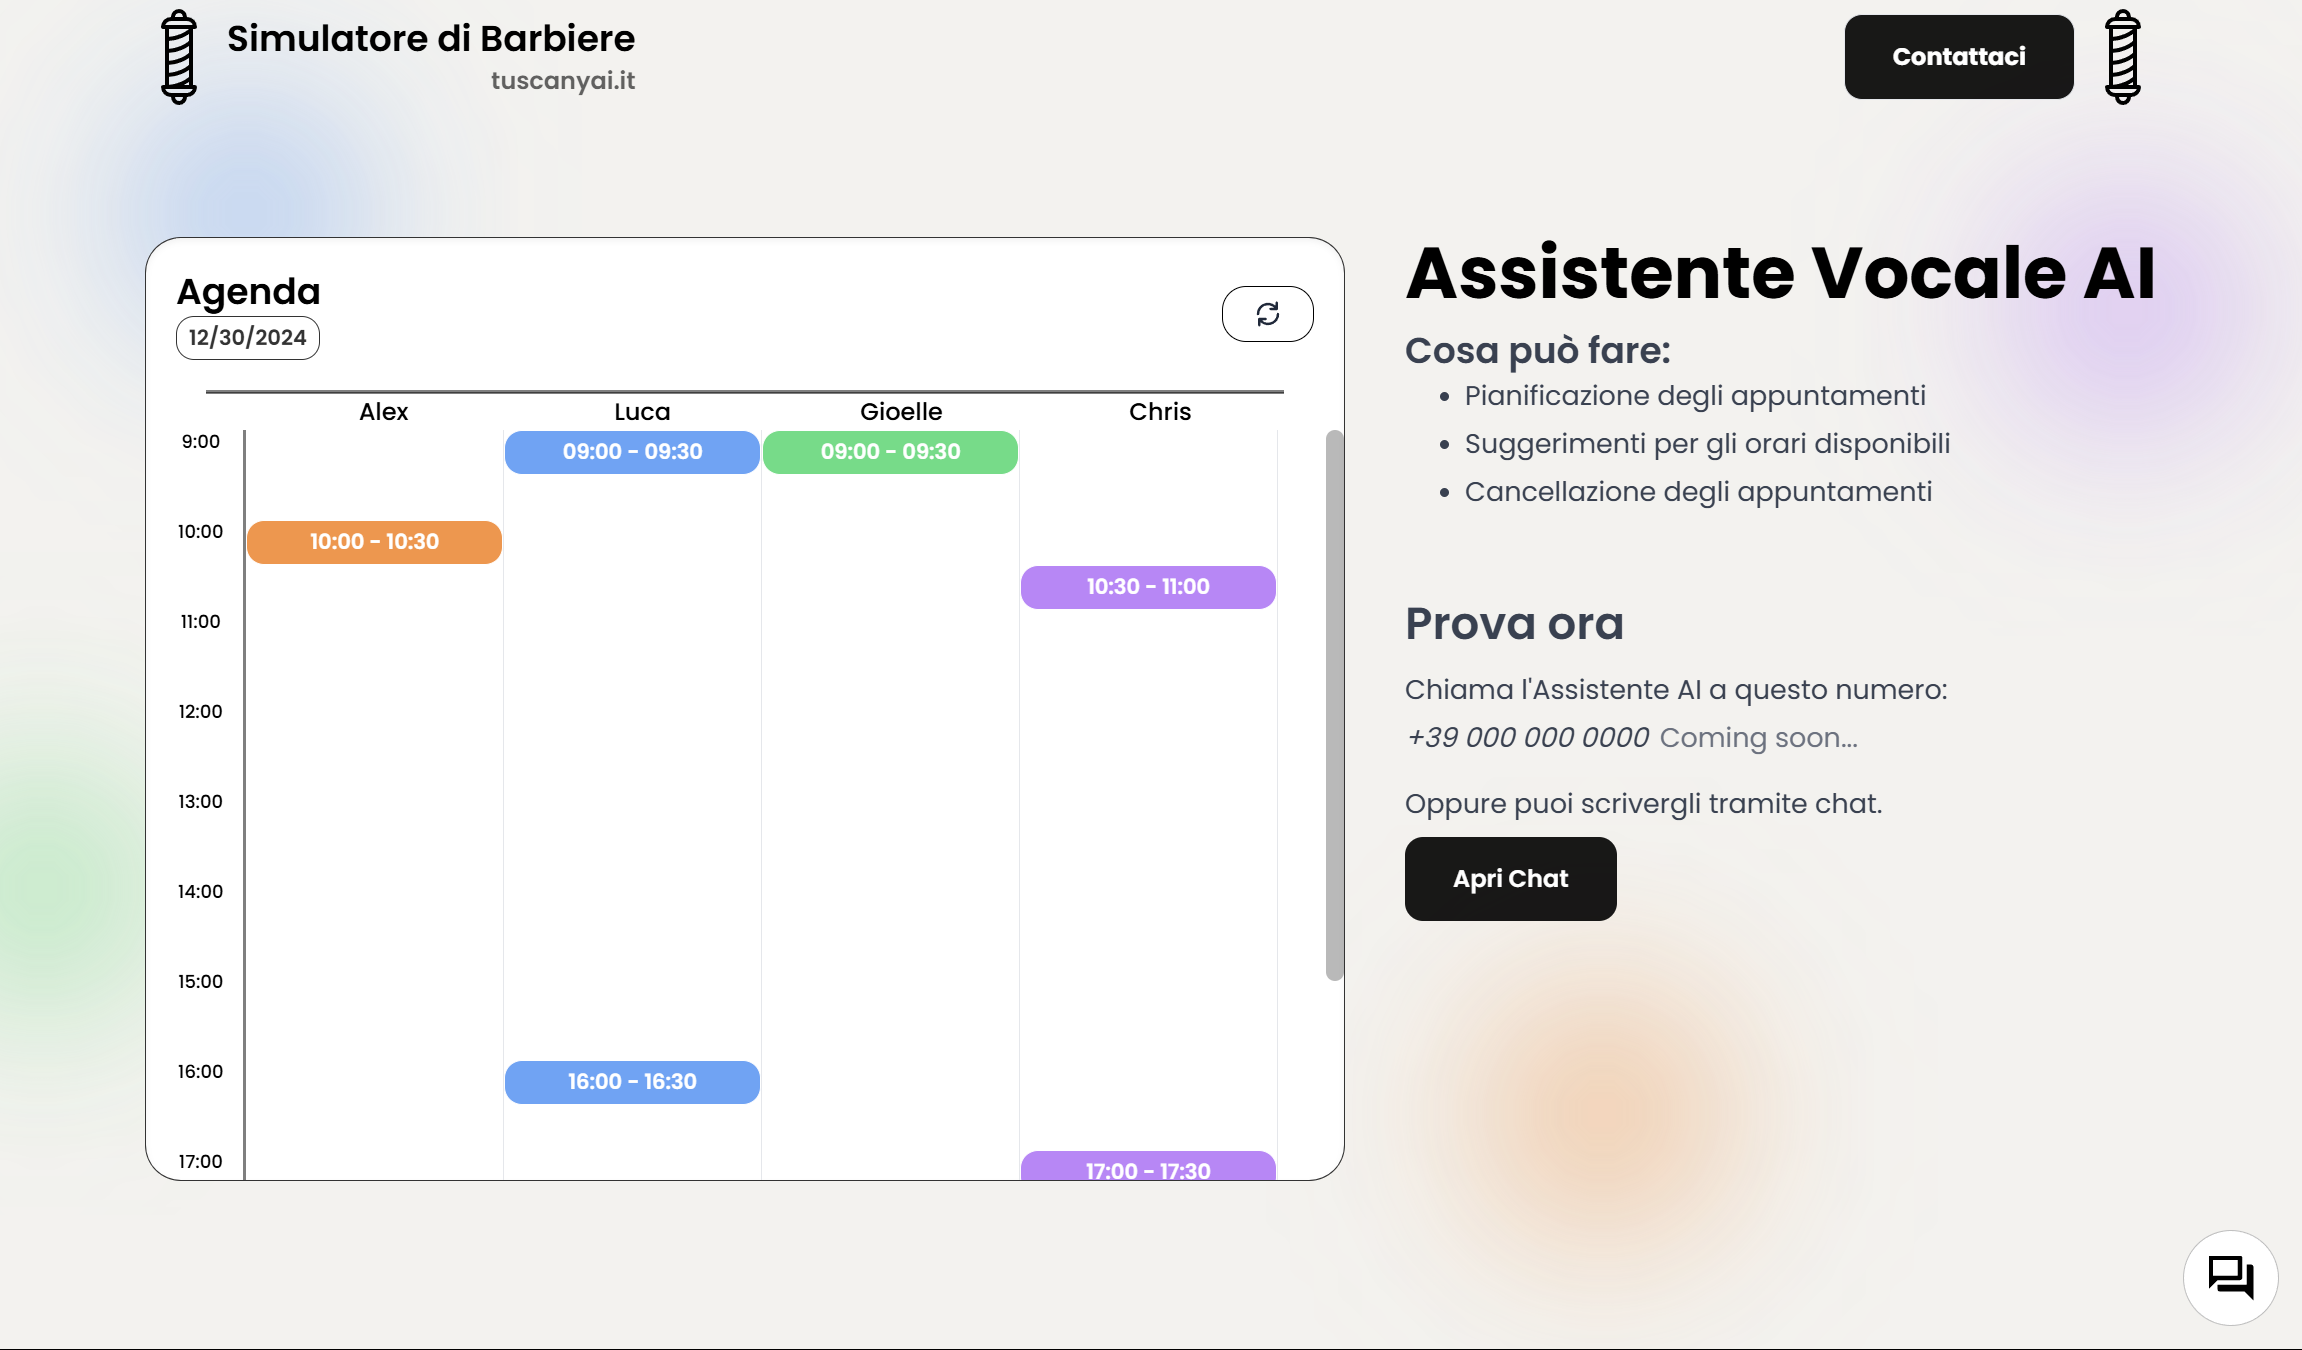 Simulatore di Barbiere
tuscanyai.it
Contattaci
Agenda
12/30/2024
Alex Luca Gioelle Chris
9:00 09:00 - 09:30 09:00 - 09:30
10:00 10:00 - 10:30
10:30 - 11:00
11:00
12:00
13:00
14:00
15:00
16:00 16:00 - 16:30
17:00 17:00 - 17:30
Assistente Vocale AI
Cosa può fare:
• Pianificazione degli appuntamenti
• Suggerimenti per gli orari disponibili
• Cancellazione degli appuntamenti
Prova ora
Chiama l'Assistente AI a questo numero:
+39 000 000 0000 Coming soon...
Oppure puoi scrivergli tramite chat.
Apri Chat